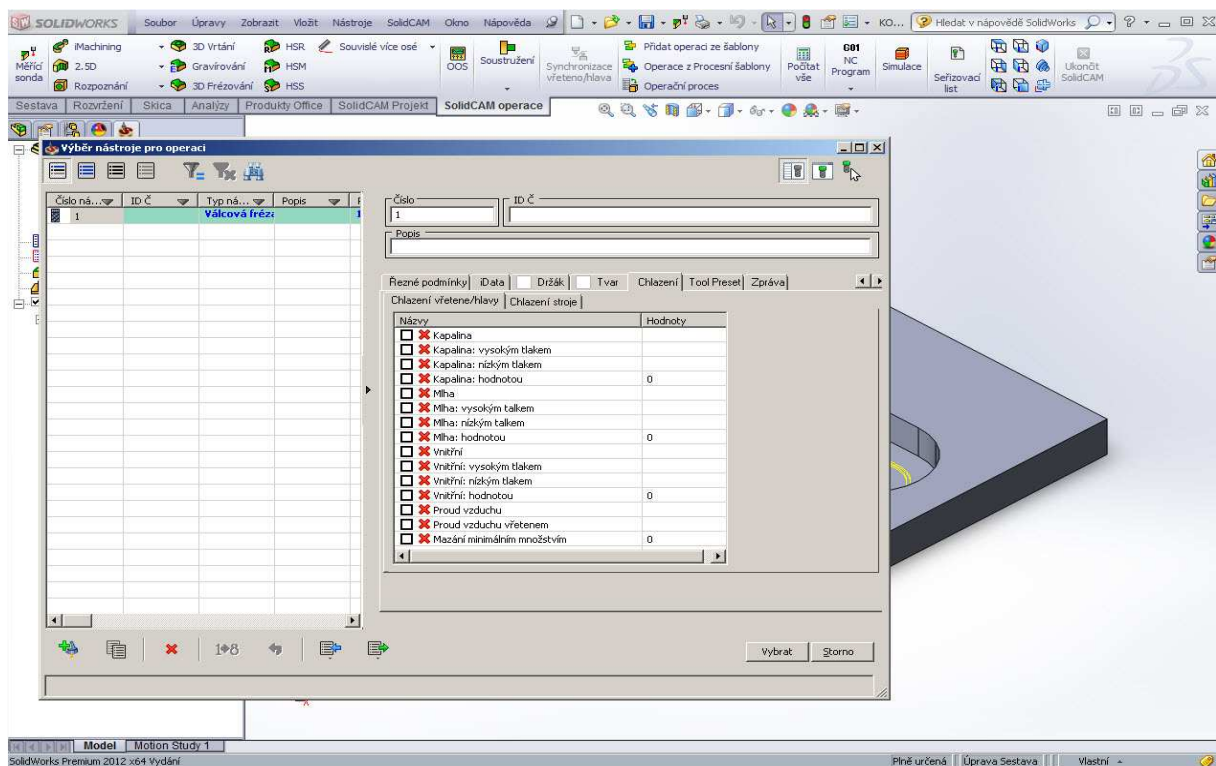 SOLIDWORKS Soubor Úpravy Zobrazit Vložit Nástroje SolidCAM Okno Nápověda KO... Hledat v nápovědě SolidWorks
iMachining 3D Vrtání HSR Souvislé více osé Přidat operaci ze šablony G01
Měřicí sonda 2.5D Gravírování HSM OOS Soustružení Synchronizace vřeteno/hlava Operace z Procesní šablony Počítat vše NC Program Simulace Seřizovací list Ukončit SolidCAM
Rozpoznání 3D Frézování HSS Operační proces
Sestava Rozvržení Skica Analýzy Produkty Office SolidCAM Projekt SolidCAM operace
Výběr nástroje pro operaci
Číslo ná... ID Č Typ ná... Popis
1 Válcová fréza
Číslo ID Č
1
Popis
Řezné podmínky iData Držák Tvar Chlazení Tool Preset Zpráva
Chlazení vřetene/hlavy Chlazení stroje
Názvy Hodnoty
Kapalina
Kapalina: vysokým tlakem
Kapalina: nízkým tlakem
Kapalina: hodnotou 0
Mlha
Mlha: vysokým talkem
Mlha: nízkým talkem
Mlha: hodnotou 0
Vnitřní
Vnitřní: vysokým tlakem
Vnitřní: nízkým tlakem
Vnitřní: hodnotou 0
Proud vzduchu
Proud vzduchu vřetenem
Mazání minimálním množstvím 0
1 8
Vybrat Storno
Model Motion Study 1
SolidWorks Premium 2012 x64 Vydání Plně určená Úprava Sestava Vlastní